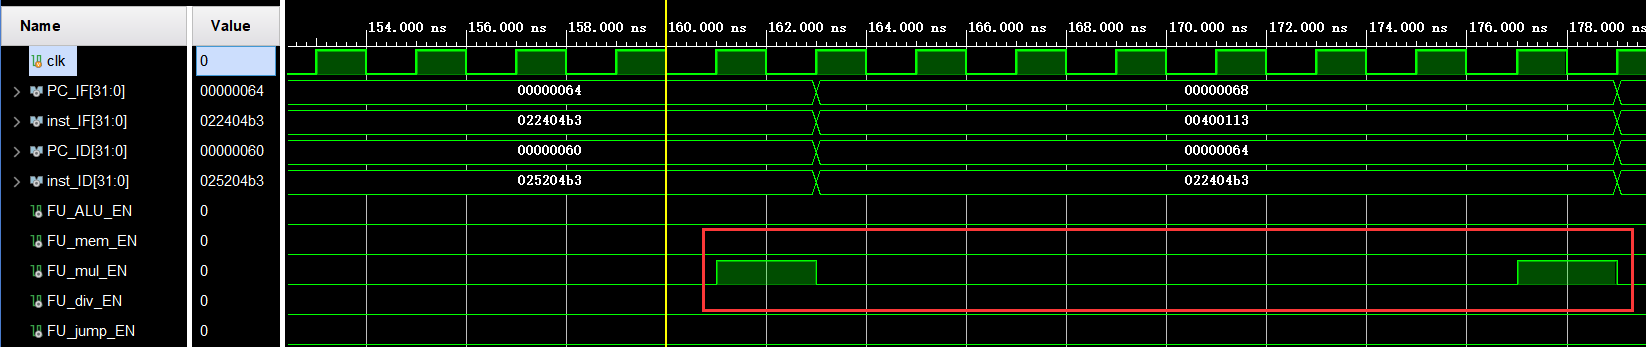 Name Value 154.000 ns 156.000 ns 158.000 ns 160.000 ns 162.000 ns 164.000 ns 166.000 ns 168.000 ns 170.000 ns 172.000 ns 174.000 ns 176.000 ns 178.000 ns
clk 0
PC_IF[31:0] 00000064 00000064 00000068
inst_IF[31:0] 022404b3 022404b3 00400113
PC_ID[31:0] 00000060 00000060 00000064
inst_ID[31:0] 025204b3 025204b3 022404b3
FU_ALU_EN 0
FU_mem_EN 0
FU_mul_EN 0
FU_div_EN 0
FU_jump_EN 0